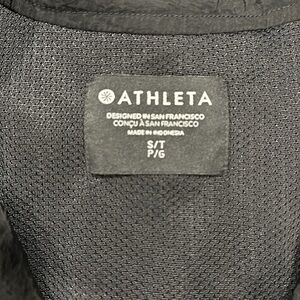 ATHLETA
DESIGNED IN SAN FRANCISCO
CONÇU À SAN FRANCISCO
MADE IN INDONESIA
S/T
P/G